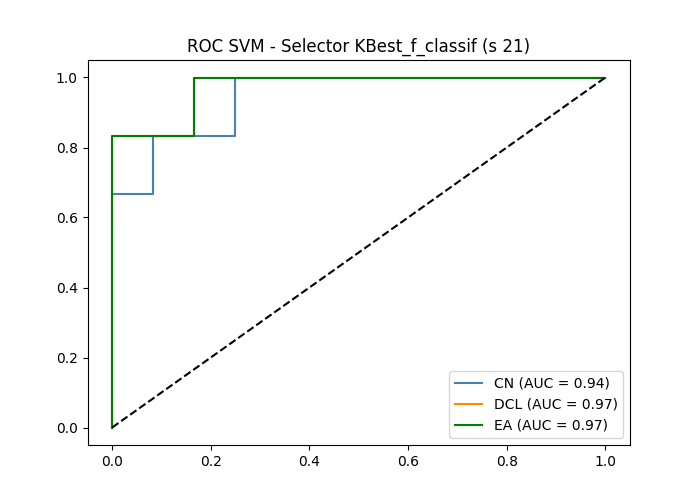 ROC SVM - Selector KBest_f_classif (s 21)
1.0
0.8
0.6
0.4
0.2
0.0
0.0 0.2 0.4 0.6 0.8 1.0
CN (AUC = 0.94)
DCL (AUC = 0.97)
EA (AUC = 0.97)